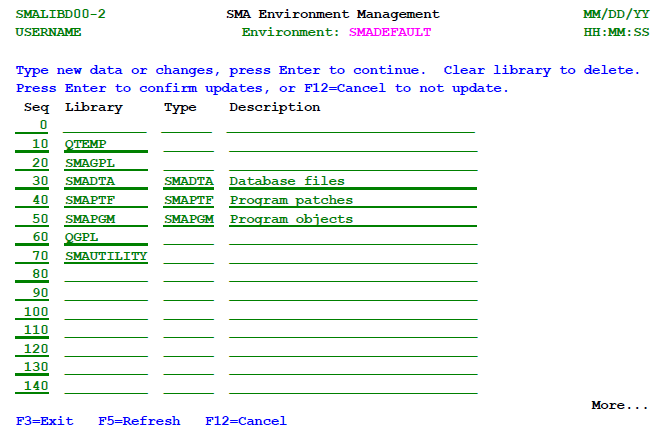 SMALIBD00-2 SMA Environment Management MM/DD/YY
USERNAME Environment: SMADEFAULT HH:MM:SS
Type new data or changes, press Enter to continue. Clear library to delete.
Press Enter to confirm updates, or F12=Cancel to not update.
Seq Library Type Description
0
10 QTEMP
20 SMAGPL
30 SMADTA SMADTA Database files
40 SMAPTF SMAPTF Program patches
50 SMAPGM SMAPGM Program objects
60 QGPL
70 SMAUTILITY
80
90
100
110
120
130
140
More...
F3=Exit F5=Refresh F12=Cancel